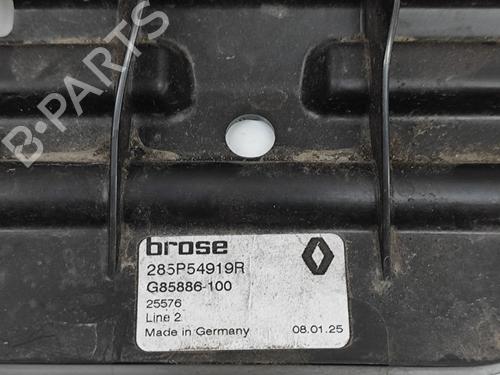 B-PARTS
brose
285P54919R
G85886-100
25576
Line 2
Made in Germany 08.01.25